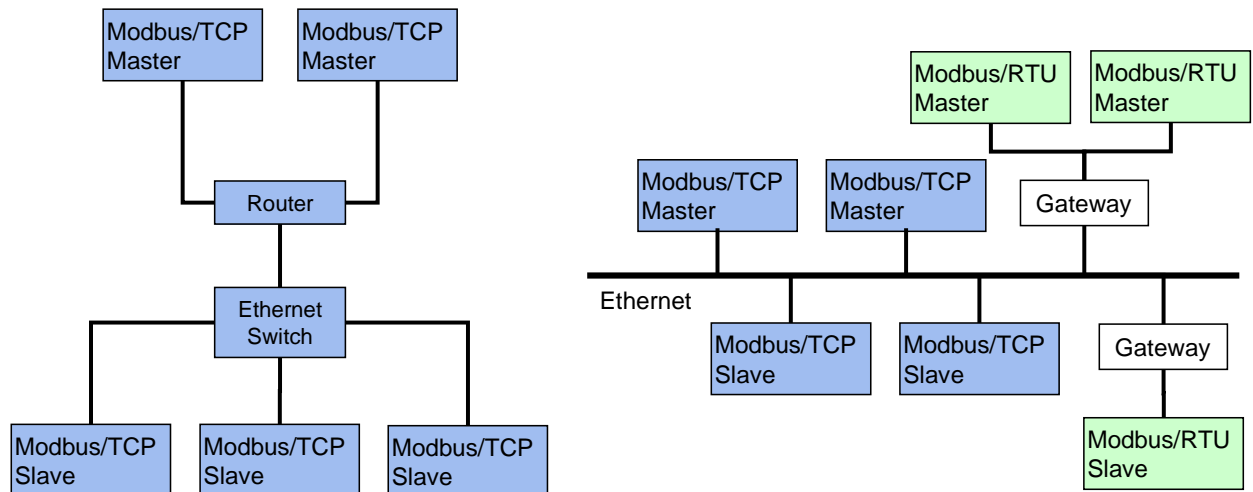 Modbus/TCP
Master
Modbus/TCP
Master
Router
Ethernet
Switch
Modbus/TCP
Slave
Modbus/TCP
Slave
Modbus/TCP
Slave
Modbus/RTU
Master
Modbus/RTU
Master
Modbus/TCP
Master
Modbus/TCP
Master
Gateway
Ethernet
Modbus/TCP
Slave
Modbus/TCP
Slave
Gateway
Modbus/RTU
Slave